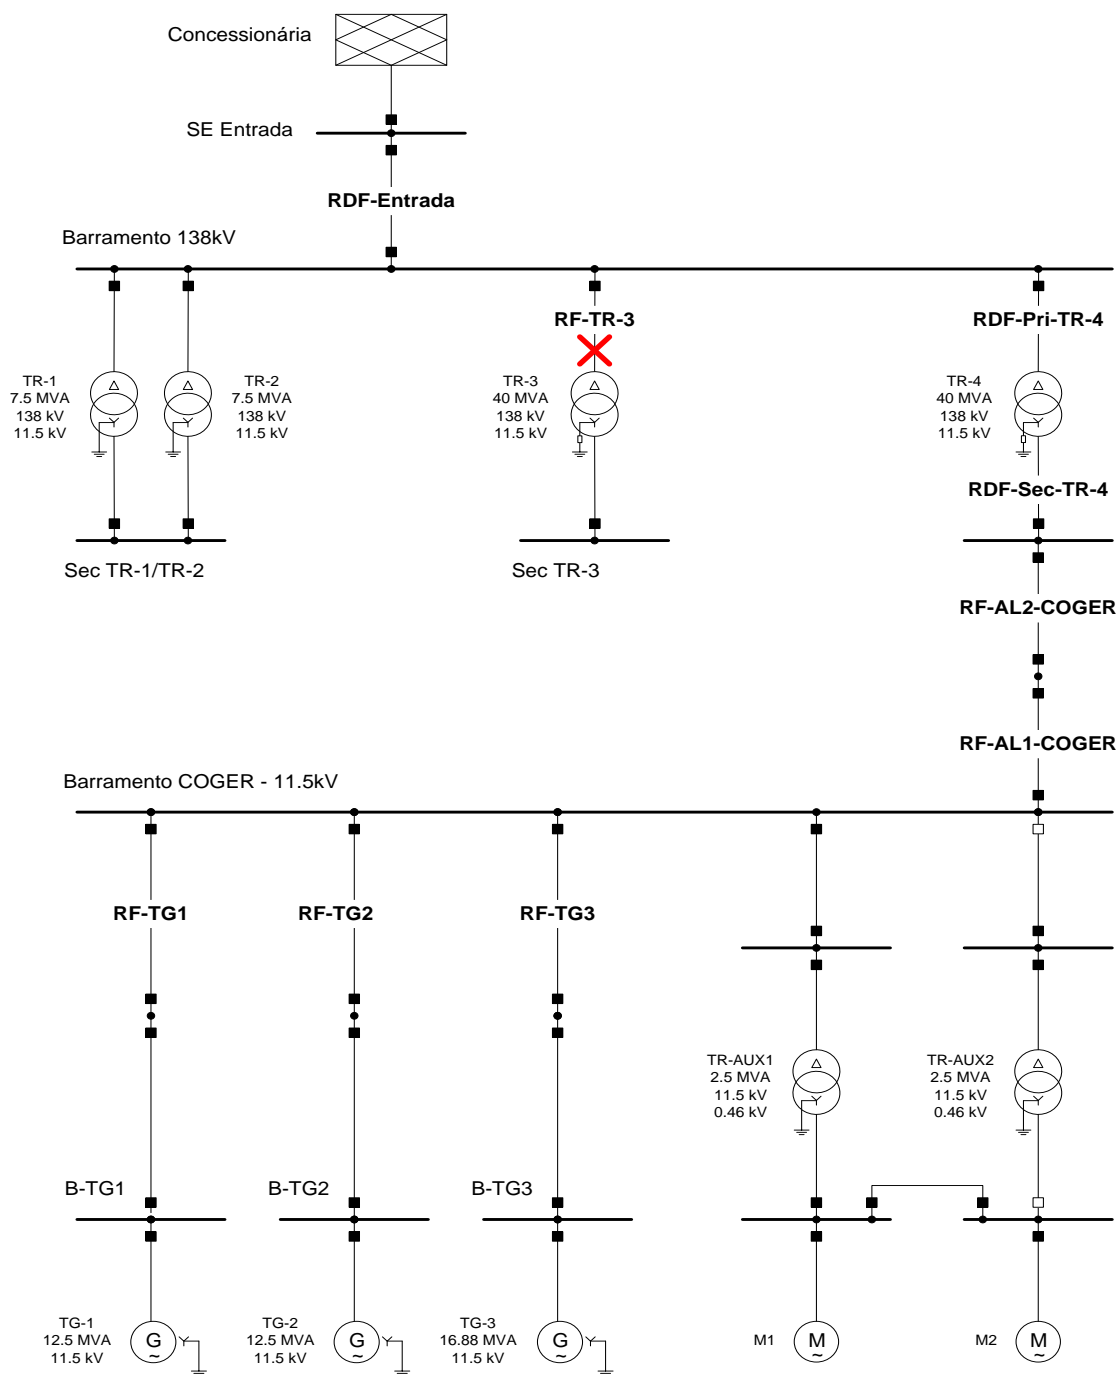 Concessionária
SE Entrada
RDF-Entrada
Barramento 138kV
RF-TR-3
RDF-Pri-TR-4
TR-1
7.5 MVA
138 kV
11.5 kV
TR-2
7.5 MVA
138 kV
11.5 kV
TR-3
40 MVA
138 kV
11.5 kV
TR-4
40 MVA
138 kV
11.5 kV
RDF-Sec-TR-4
Sec TR-1/TR-2
Sec TR-3
RF-AL2-COGER
RF-AL1-COGER
Barramento COGER - 11.5kV
RF-TG1
RF-TG2
RF-TG3
TR-AUX1
2.5 MVA
11.5 kV
0.46 kV
TR-AUX2
2.5 MVA
11.5 kV
0.46 kV
B-TG1
B-TG2
B-TG3
TG-1
12.5 MVA
11.5 kV
G
~
TG-2
12.5 MVA
11.5 kV
G
~
TG-3
16.88 MVA
11.5 kV
G
~
M1
M
~
M2
M
~